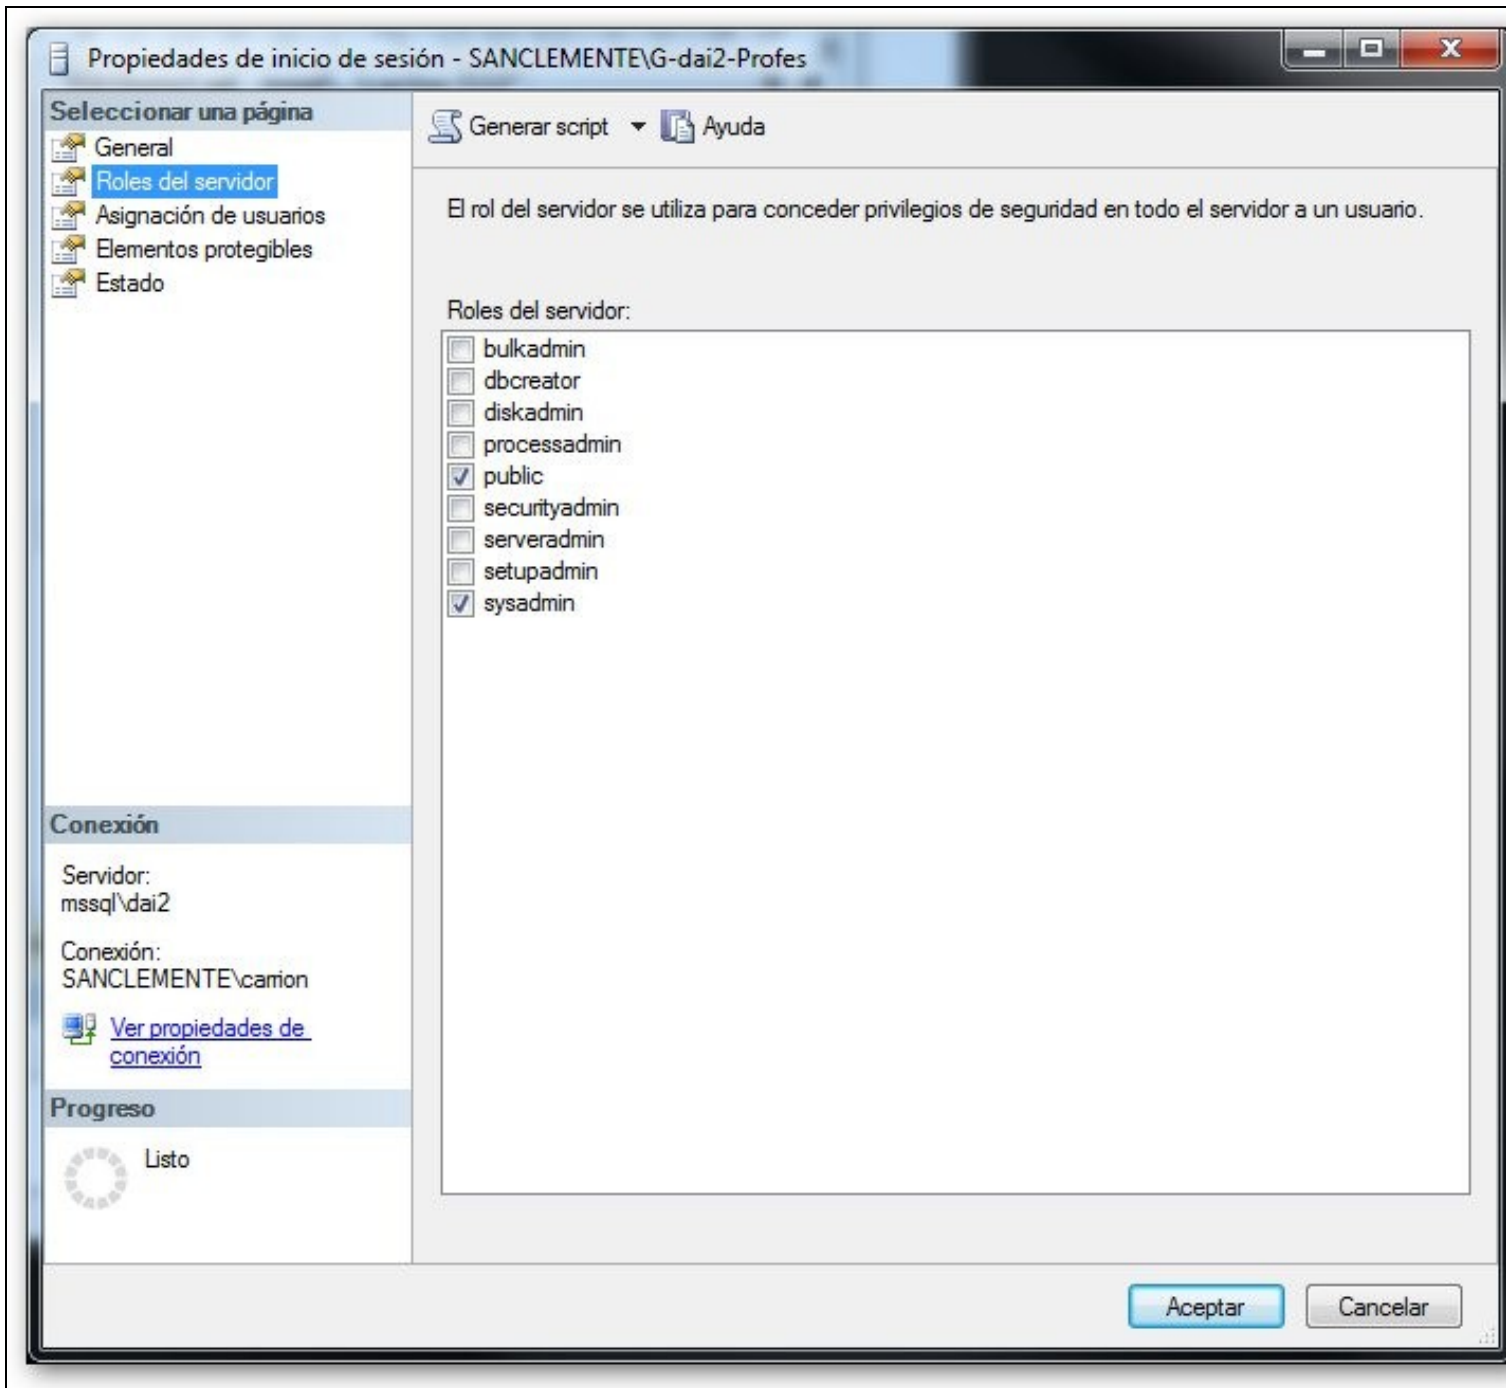 Propiedades de inicio de sesión - SANCLEMENTE\G-dai2-Profes
Seleccionar una página
General
Roles del servidor
Asignación de usuarios
Elementos protegibles
Estado
Generar script
Ayuda
El rol del servidor se utiliza para conceder privilegios de seguridad en todo el servidor a un usuario.
Roles del servidor:
bulkadmin
dbcreator
diskadmin
processadmin
public
securityadmin
serveradmin
setupadmin
sysadmin
Conexión
Servidor:
mssql\dai2
Conexión:
SANCLEMENTE\carrion
Ver propiedades de
conexión
Progreso
Listo
Aceptar
Cancelar